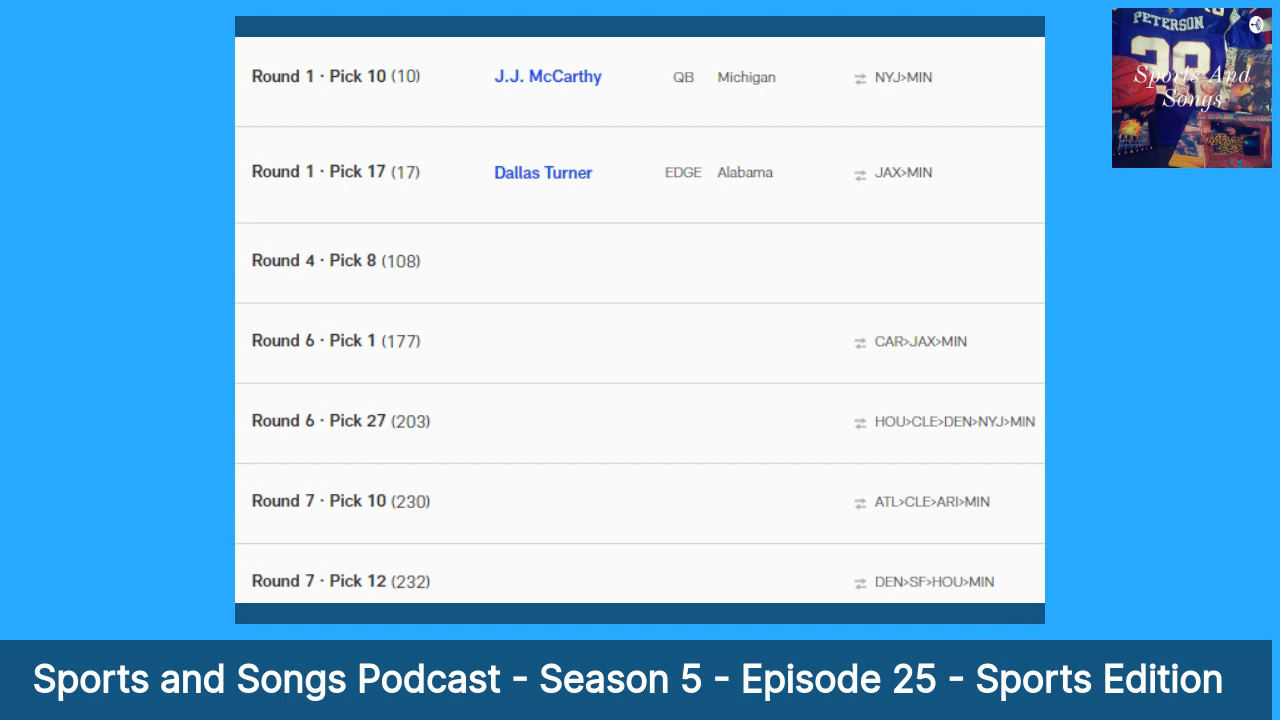 PETERSON
28
Sports And
Songs
Round 1 · Pick 10 (10) J.J. McCarthy QB Michigan NYJ>MIN
Round 1 · Pick 17 (17) Dallas Turner EDGE Alabama JAX>MIN
Round 4 · Pick 8 (108)
Round 6 · Pick 1 (177) CAR>JAX>MIN
Round 6 · Pick 27 (203) HOU>CLE>DEN>NYJ>MIN
Round 7 · Pick 10 (230) ATL>CLE>ARI>MIN
Round 7 · Pick 12 (232) DEN>SF>HOU>MIN
Sports and Songs Podcast - Season 5 - Episode 25 - Sports Edition